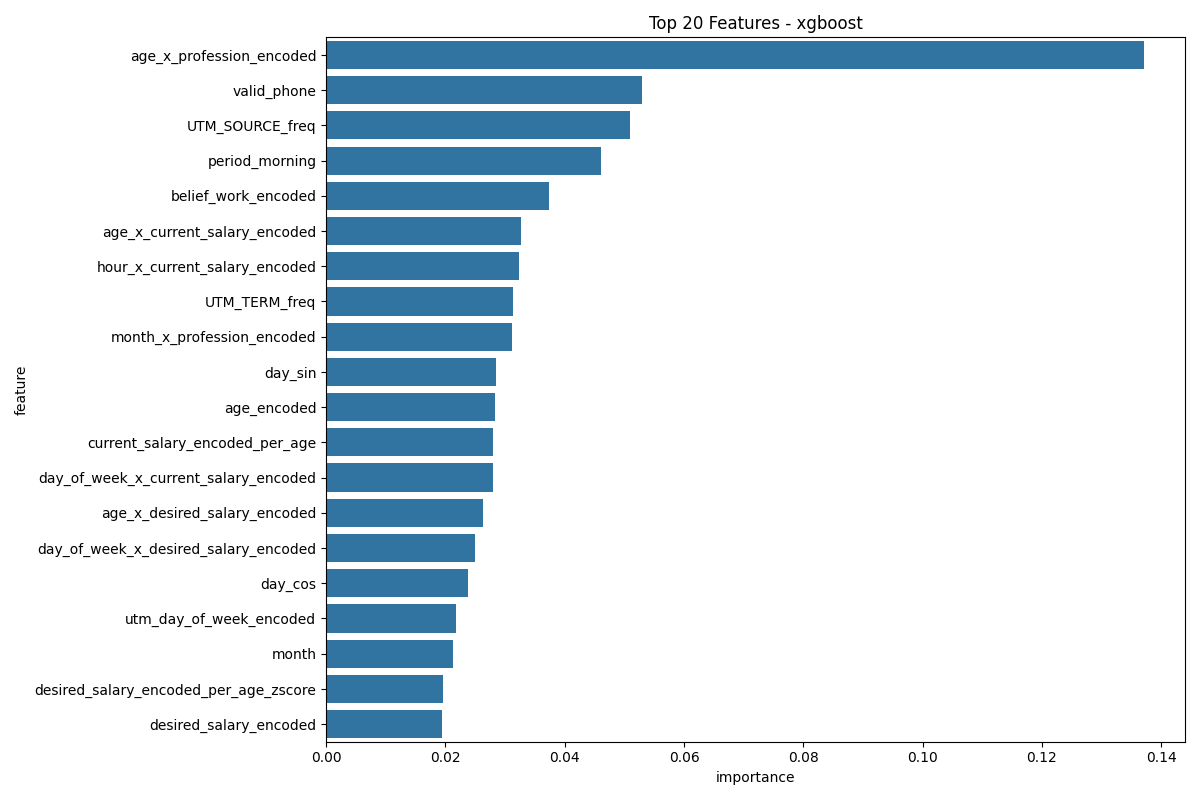 Top 20 Features - xgboost
feature
age_x_profession_encoded
valid_phone
UTM_SOURCE_freq
period_morning
belief_work_encoded
age_x_current_salary_encoded
hour_x_current_salary_encoded
UTM_TERM_freq
month_x_profession_encoded
day_sin
age_encoded
current_salary_encoded_per_age
day_of_week_x_current_salary_encoded
age_x_desired_salary_encoded
day_of_week_x_desired_salary_encoded
day_cos
utm_day_of_week_encoded
month
desired_salary_encoded_per_age_zscore
desired_salary_encoded
0.00 0.02 0.04 0.06 0.08 0.10 0.12 0.14
importance